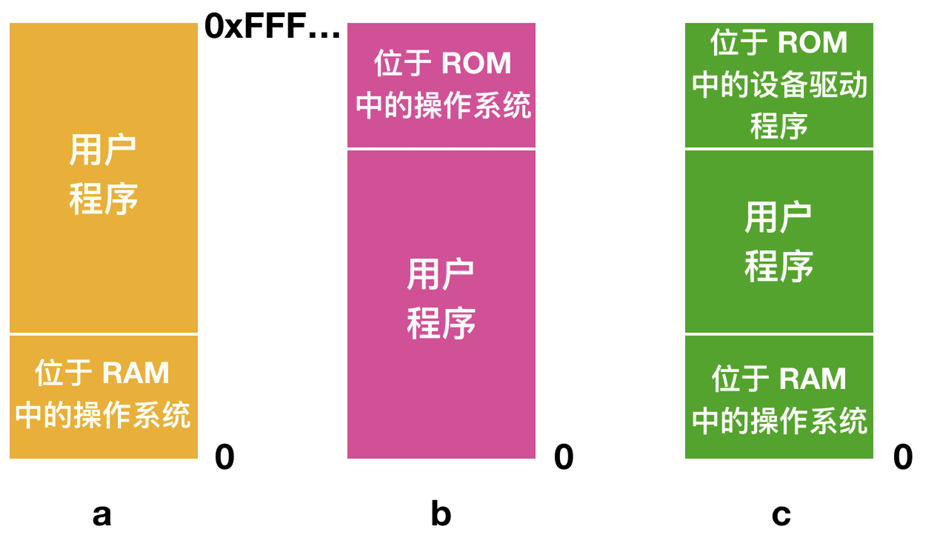 用户
程序
位于 RAM
中的操作系统
0xFFF...
0
a
位于 ROM
中的操作系统
用户
程序
0
b
位于 ROM
中的设备驱动
程序
用户
程序
位于 RAM
中的操作系统
0
c